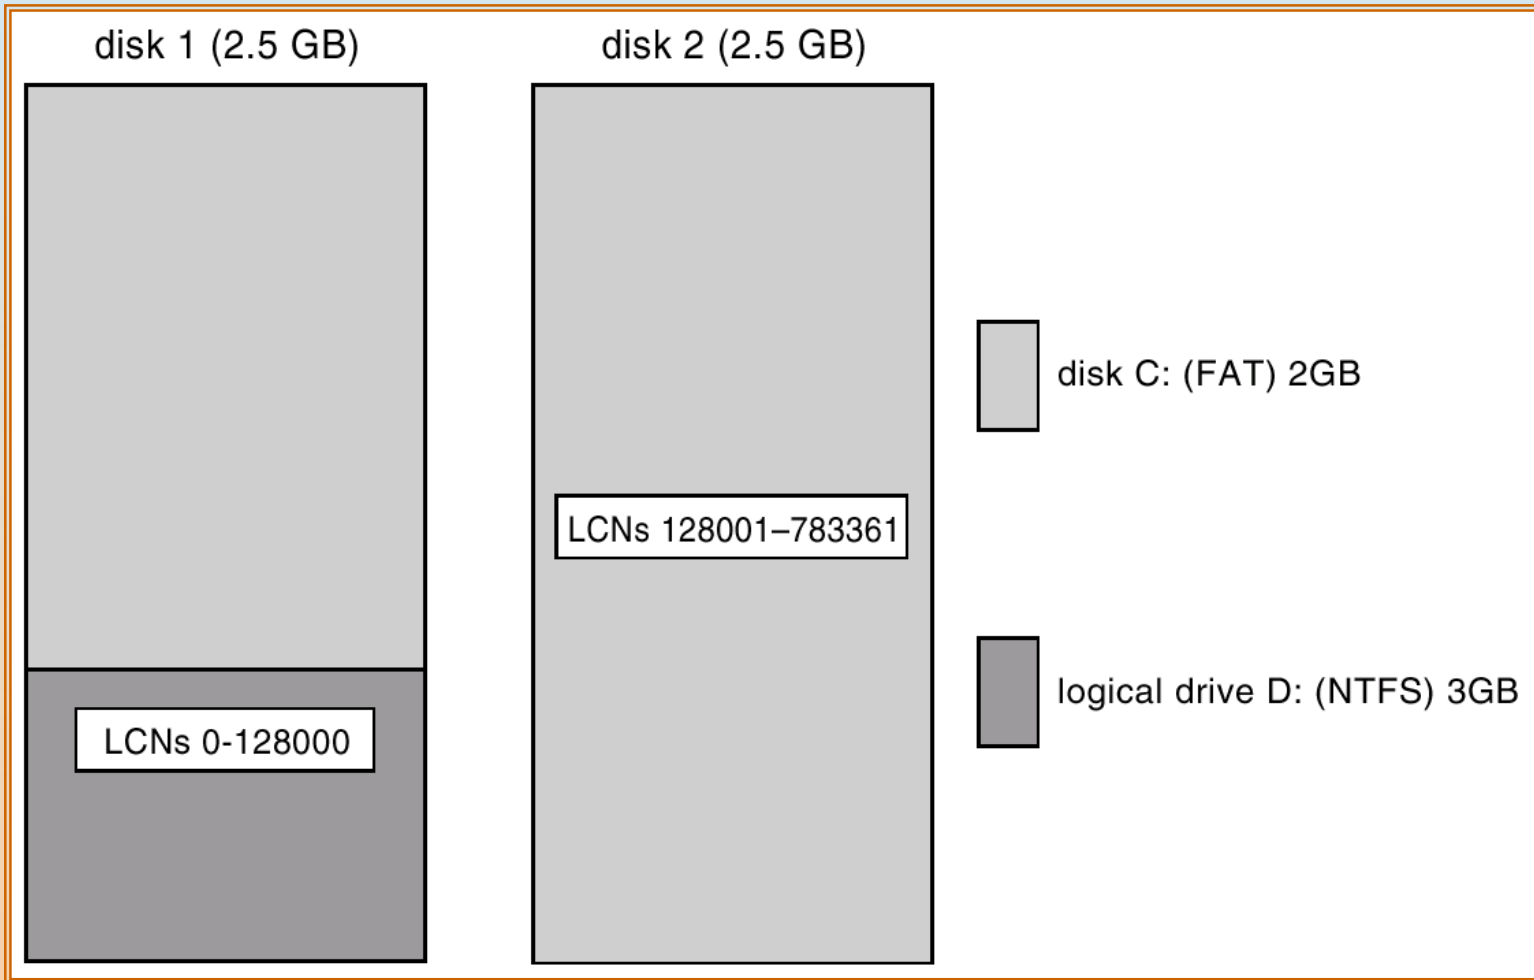 disk 1 (2.5 GB)
disk 2 (2.5 GB)
disk C: (FAT) 2GB
LCNs 128001–783361
logical drive D: (NTFS) 3GB
LCNs 0-128000